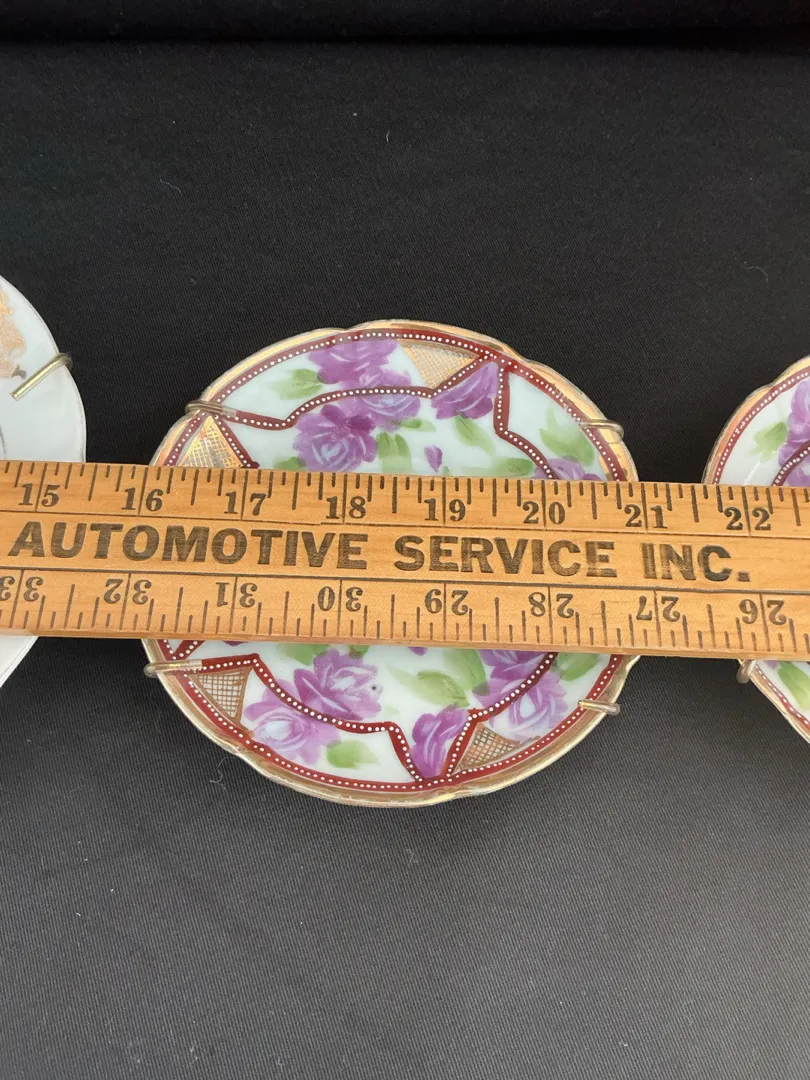 15 16 17 18 19 20 21 22
AUTOMOTIVE SERVICE INC.
33 32 31 30 29 28 27 26